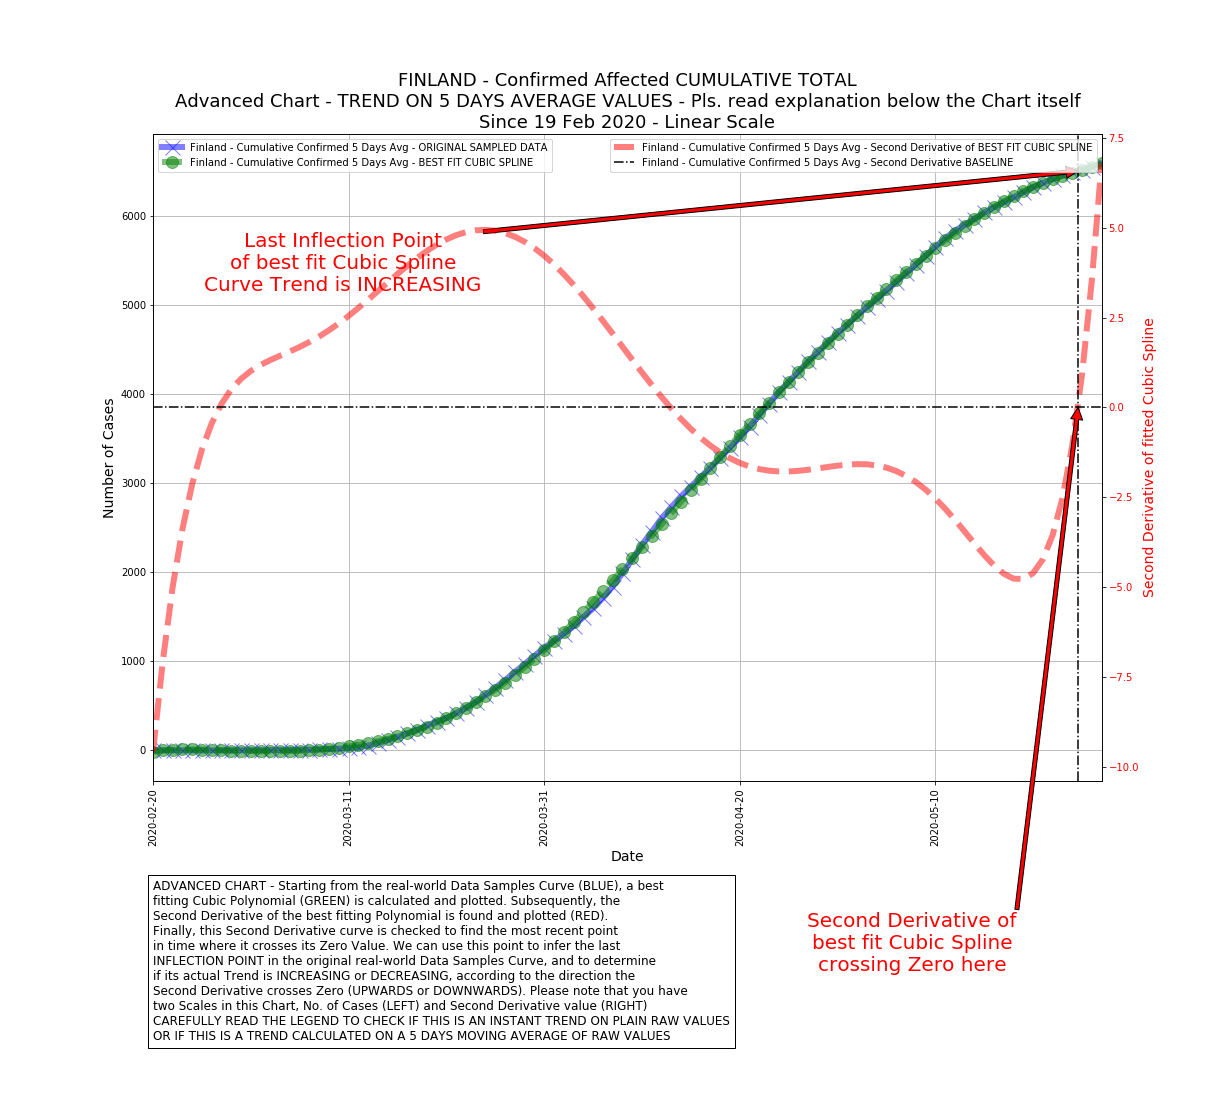 FINLAND - Confirmed Affected CUMULATIVE TOTAL
Advanced Chart - TREND ON 5 DAYS AVERAGE VALUES - Pls. read explanation below the Chart itself
Since 19 Feb 2020 - Linear Scale
Finland - Cumulative Confirmed 5 Days Avg - ORIGINAL SAMPLED DATA
Finland - Cumulative Confirmed 5 Days Avg - BEST FIT CUBIC SPLINE
Finland - Cumulative Confirmed 5 Days Avg - Second Derivative of BEST FIT CUBIC SPLINE
Finland - Cumulative Confirmed 5 Days Avg - Second Derivative BASELINE
Last Inflection Point
of best fit Cubic Spline
Curve Trend is INCREASING
Number of Cases
6000
5000
4000
3000
2000
1000
0
7.5
5.0
2.5
0.0
−2.5
−5.0
−7.5
−10.0
Second Derivative of fitted Cubic Spline
2020-02-20
2020-03-11
2020-03-31
2020-04-20
2020-05-10
Date
ADVANCED CHART - Starting from the real-world Data Samples Curve (BLUE), a best
fitting Cubic Polynomial (GREEN) is calculated and plotted. Subsequently, the
Second Derivative of the best fitting Polynomial is found and plotted (RED).
Finally, this Second Derivative curve is checked to find the most recent point
in time where it crosses its Zero Value. We can use this point to infer the last
INFLECTION POINT in the original real-world Data Samples Curve, and to determine
if its actual Trend is INCREASING or DECREASING, according to the direction the
Second Derivative crosses Zero (UPWARDS or DOWNWARDS). Please note that you have
two Scales in this Chart, No. of Cases (LEFT) and Second Derivative value (RIGHT)
CAREFULLY READ THE LEGEND TO CHECK IF THIS IS AN INSTANT TREND ON PLAIN RAW VALUES
OR IF THIS IS A TREND CALCULATED ON A 5 DAYS MOVING AVERAGE OF RAW VALUES
Second Derivative of
best fit Cubic Spline
crossing Zero here